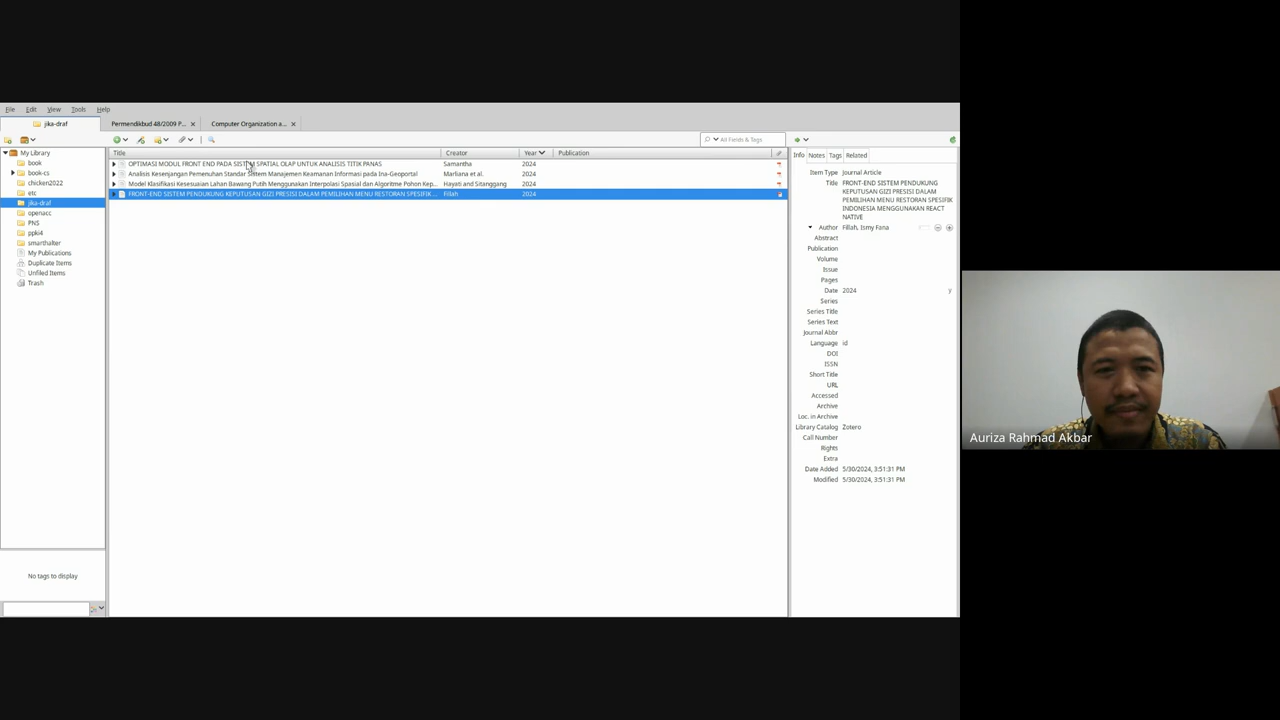 File Edit View Tools Help
jika-draf Permendikbud 48/2009 P... Computer Organization a...
All Fields & Tags
My Library
book
book-cs
chicken2022
etc
jika-draf
openacc
PNS
ppki4
smarthalter
My Publications
Duplicate Items
Unfiled Items
Trash
No tags to display
Title Creator Year Publication
OPTIMASI MODUL FRONT END PADA SISTEM SPATIAL OLAP UNTUK ANALISIS TITIK PANAS Samantha 2024
Analisis Kesenjangan Pemenuhan Standar Sistem Manajemen Keamanan Informasi pada Ina-Geoportal Marliana et al. 2024
Model Klasifikasi Kesesuaian Lahan Bawang Putih Menggunakan Interpolasi Spasial dan Algoritme Pohon Kep... Hayati and Sitanggang 2024
FRONT-END SISTEM PENDUKUNG KEPUTUSAN GIZI PRESISI DALAM PEMILIHAN MENU RESTORAN SPESIFIK ... Fillah 2024
Info Notes Tags Related
Item Type Journal Article
Title FRONT-END SISTEM PENDUKUNG
KEPUTUSAN GIZI PRESISI DALAM
PEMILIHAN MENU RESTORAN SPESIFIK
INDONESIA MENGGUNAKAN REACT
NATIVE
Author Fillah, Ismy Fana
Abstract
Publication
Volume
Issue
Pages
Date 2024 y
Series
Series Title
Series Text
Journal Abbr
Language id
DOI
ISSN
Short Title
URL
Accessed
Archive
Loc. in Archive
Library Catalog Zotero
Call Number
Rights
Extra
Date Added 5/30/2024, 3:51:31 PM
Modified 5/30/2024, 3:51:31 PM
Auriza Rahmad Akbar